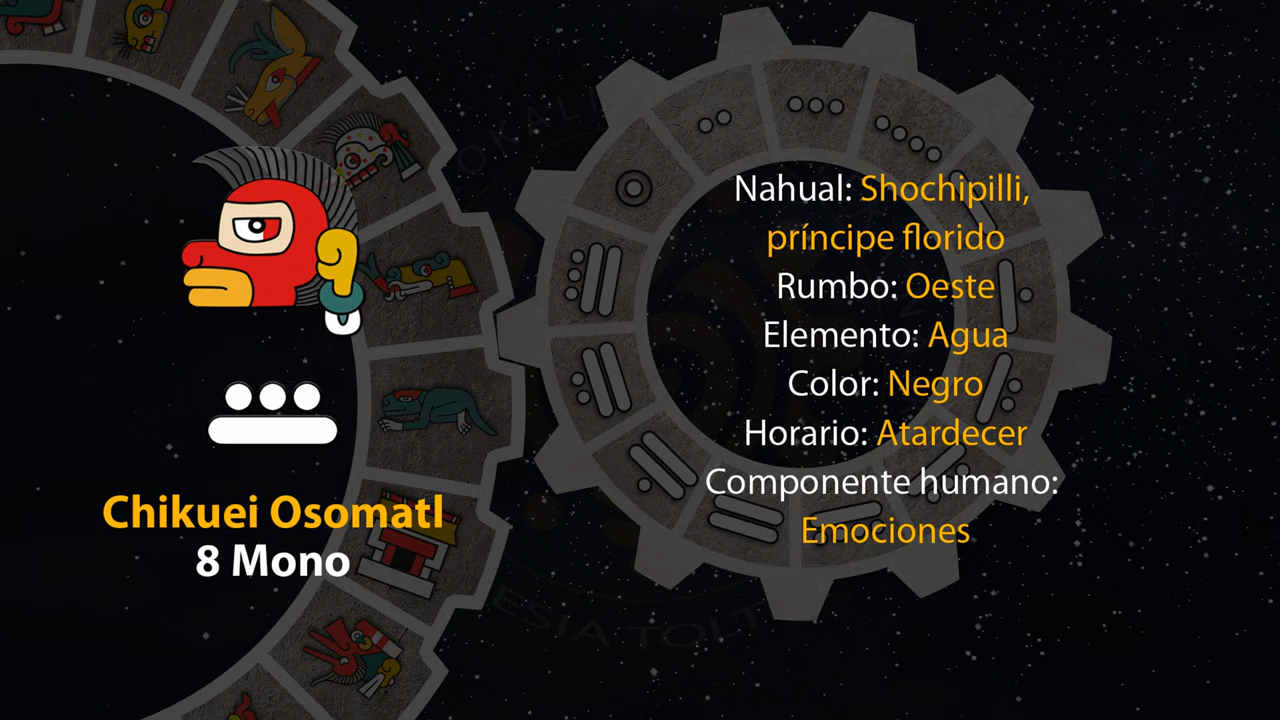 Chikuei Osomatl
8 Mono
Nahual: Shochipilli,
príncipe florido
Rumbo: Oeste
Elemento: Agua
Color: Negro
Horario: Atardecer
Componente humano:
Emociones